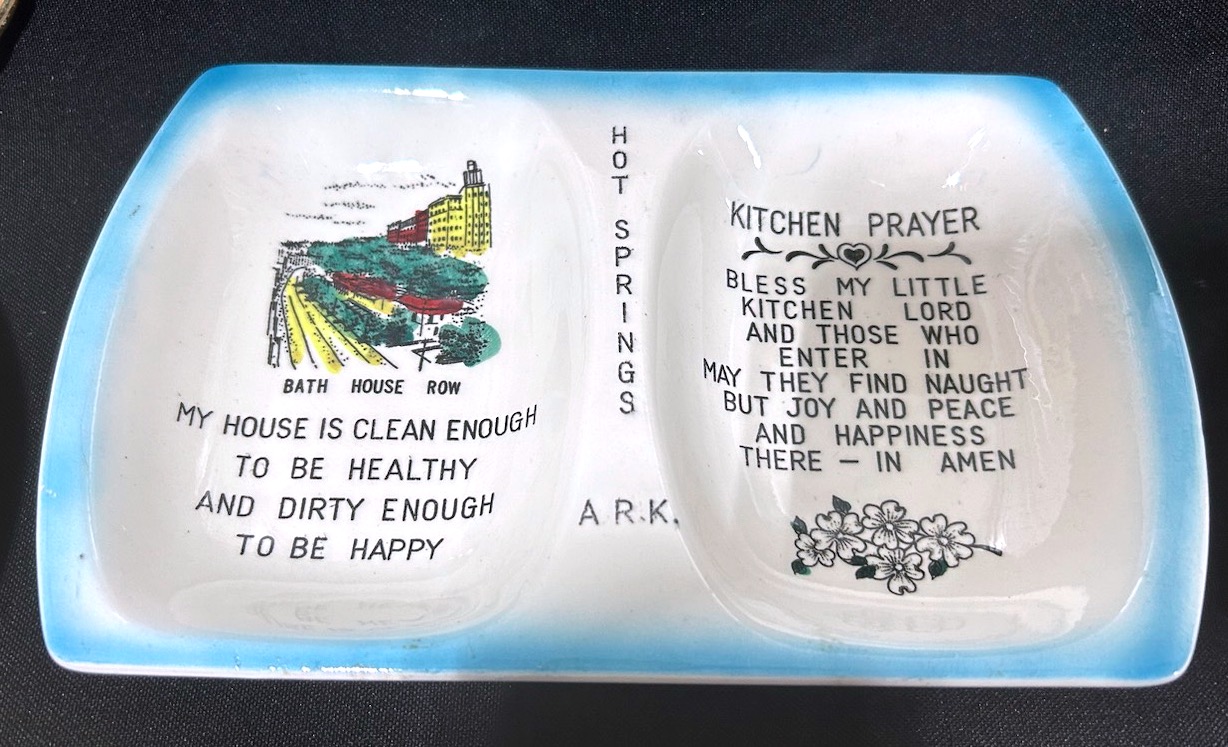 BATH HOUSE ROW
MY HOUSE IS CLEAN ENOUGH
TO BE HEALTHY
AND DIRTY ENOUGH
TO BE HAPPY
HOT SPRINGS
ARK.
KITCHEN PRAYER
BLESS MY LITTLE
KITCHEN LORD
AND THOSE WHO
ENTER IN
MAY THEY FIND NAUGHT
BUT JOY AND PEACE
AND HAPPINESS
THERE — IN AMEN